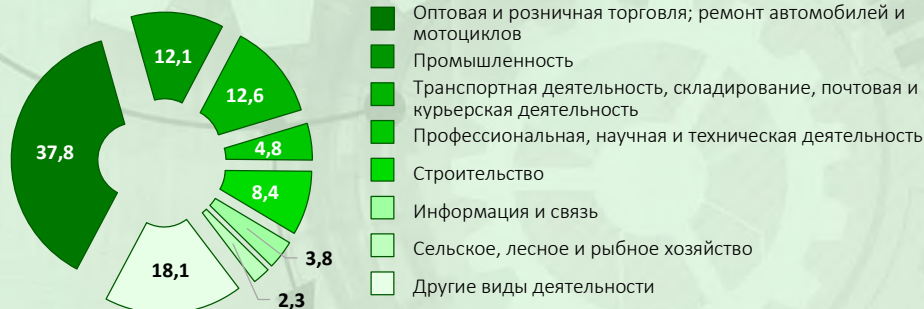 Оптовая и розничная торговля; ремонт автомобилей и
мотоциклов
Промышленность
Транспортная деятельность, складирование, почтовая и
курьерская деятельность
Профессиональная, научная и техническая деятельность
Строительство
Информация и связь
Сельское, лесное и рыбное хозяйство
Другие виды деятельности
37,8
12,1
12,6
4,8
8,4
3,8
2,3
18,1